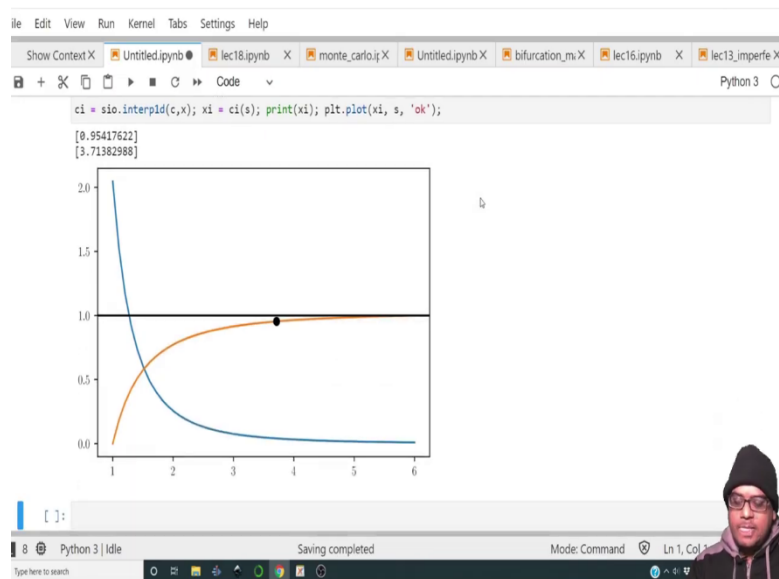 ile Edit View Run Kernel Tabs Settings Help
Show Context X Untitled.ipynb lec18.ipynb X monte_carlo.ip X Untitled.ipynb X bifurcation_m X lec16.ipynb X lec13_imperfe X
Code Python 3
ci = sio.interp1d(c,x); xi = ci(s); print(xi); plt.plot(xi, s, 'ok');
[0.95417622]
[3.71382988]
2.0
1.5
1.0
0.5
0.0
1 2 3 4 5 6
[ ]:
8 Python 3 | Idle Saving completed Mode: Command Ln 1, Col
Type here to search